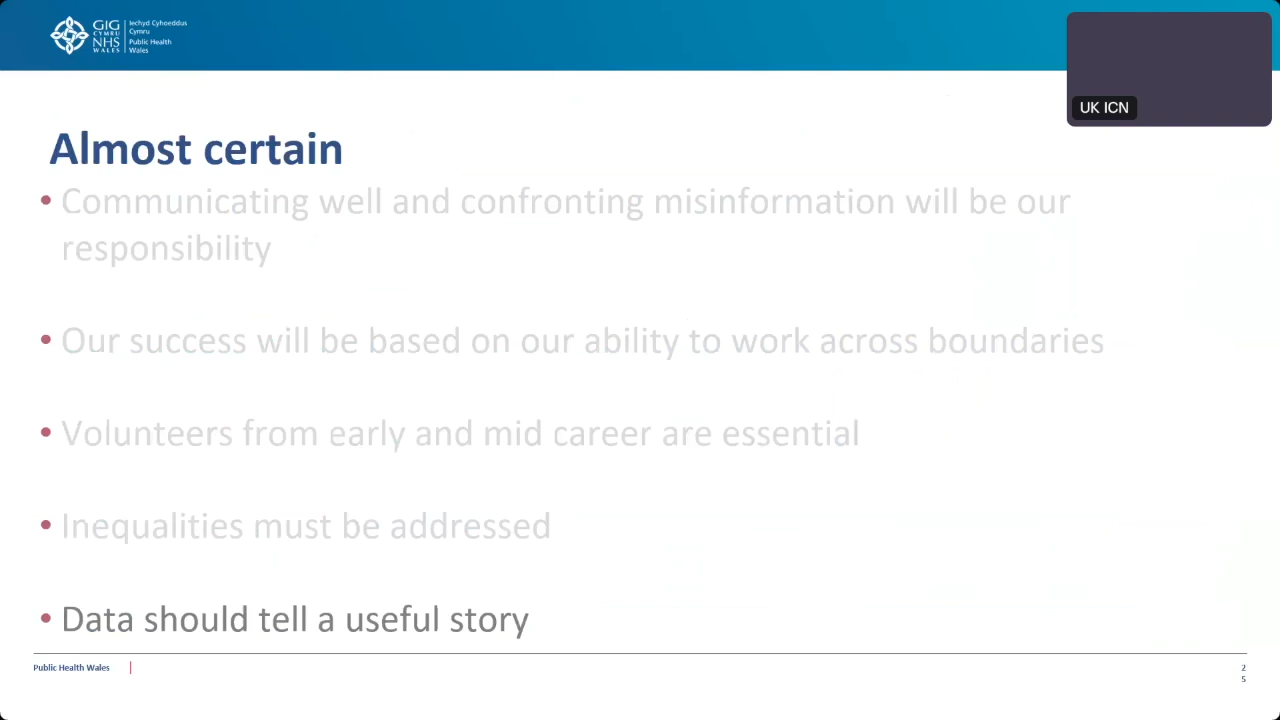 GIG
CYMRU
NHS
WALES
Iechyd Cyhoeddus
Cymru
Public Health
Wales
UK ICN
Almost certain
• Communicating well and confronting misinformation will be our
responsibility
• Our success will be based on our ability to work across boundaries
• Volunteers from early and mid career are essential
• Inequalities must be addressed
• Data should tell a useful story
Public Health Wales
2
5